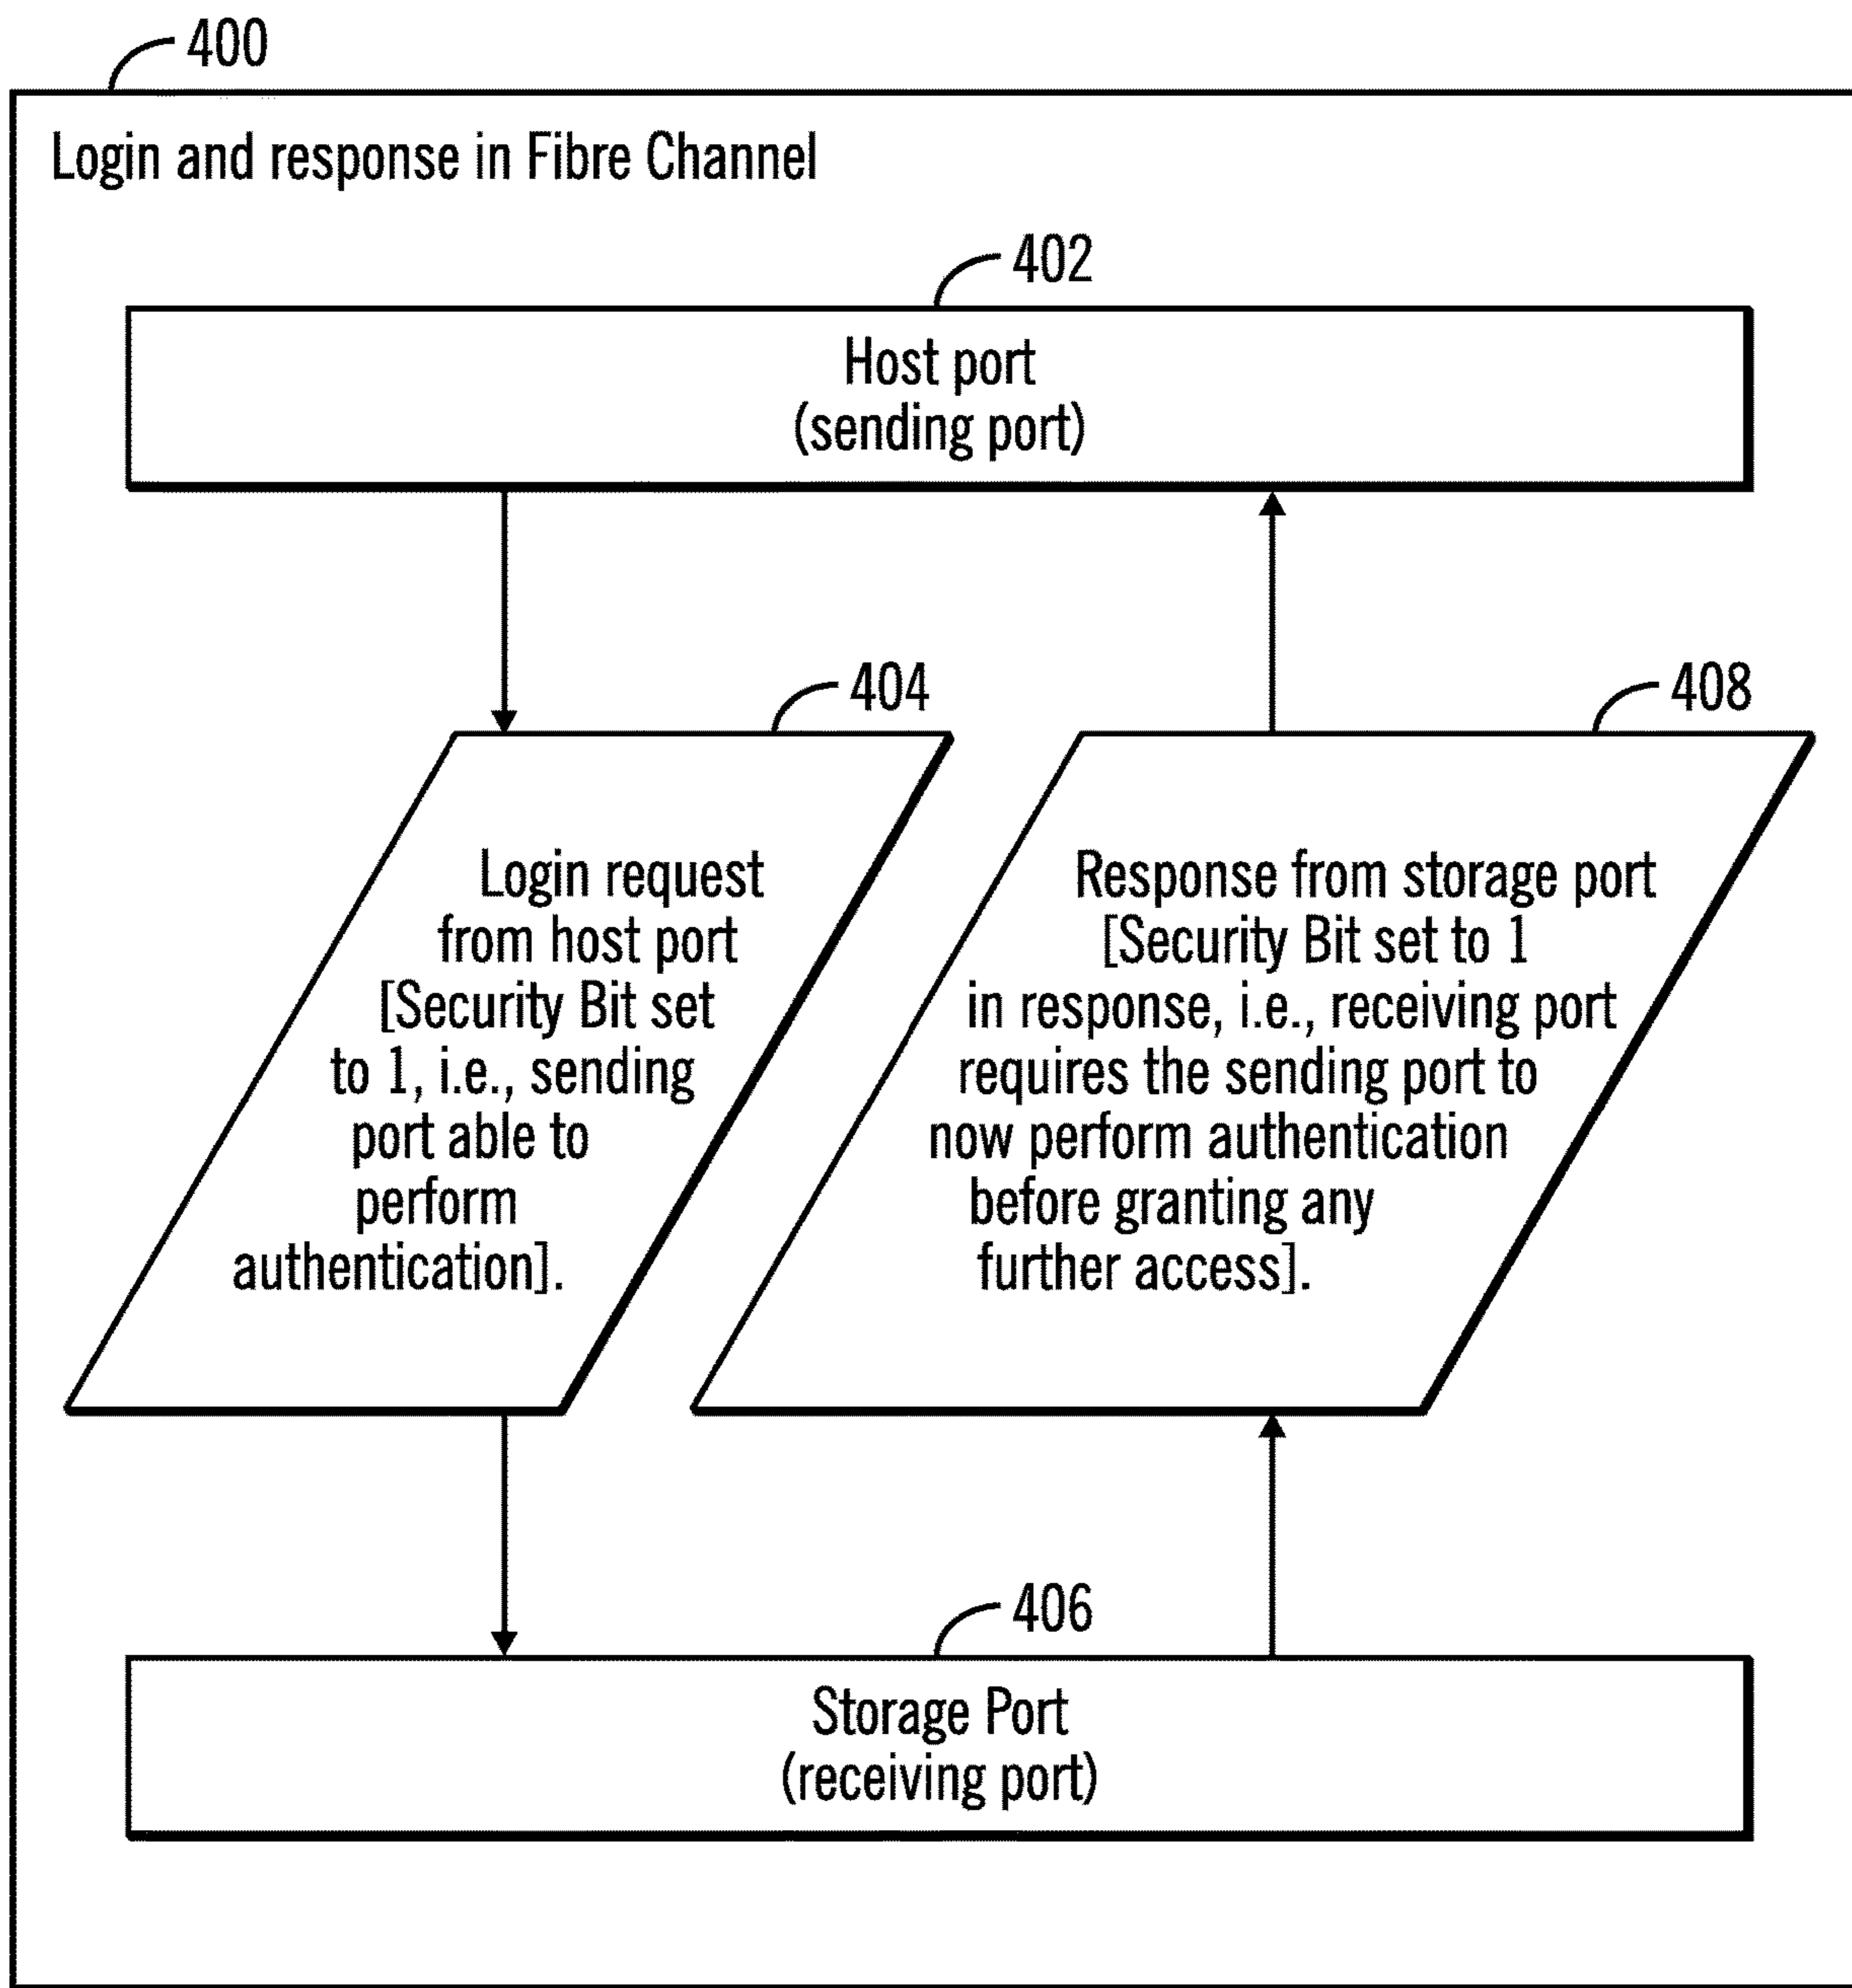 400
Login and response in Fibre Channel
402
Host port
(sending port)
404
Login request
from host port
[Security Bit set
to 1, i.e., sending
port able to
perform
authentication].
408
Response from storage port
[Security Bit set to 1
in response, i.e., receiving port
requires the sending port to
now perform authentication
before granting any
further access].
406
Storage Port
(receiving port)